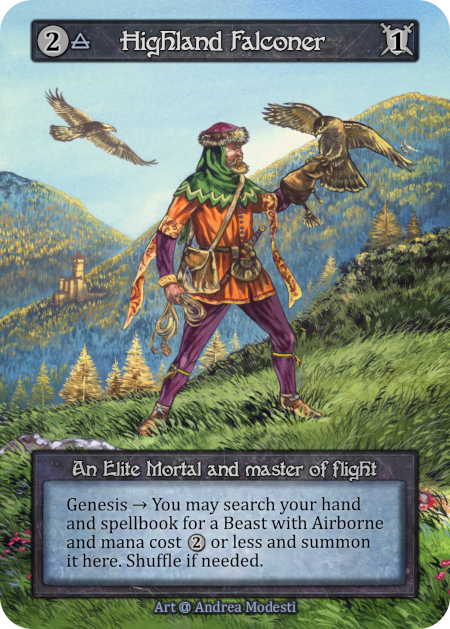 2 Highland Falconer 1
An Elite Mortal and master of flight
Genesis → You may search your hand
and spellbook for a Beast with Airborne
and mana cost 2 or less and summon
it here. Shuffle if needed.
Art @ Andrea Modesti